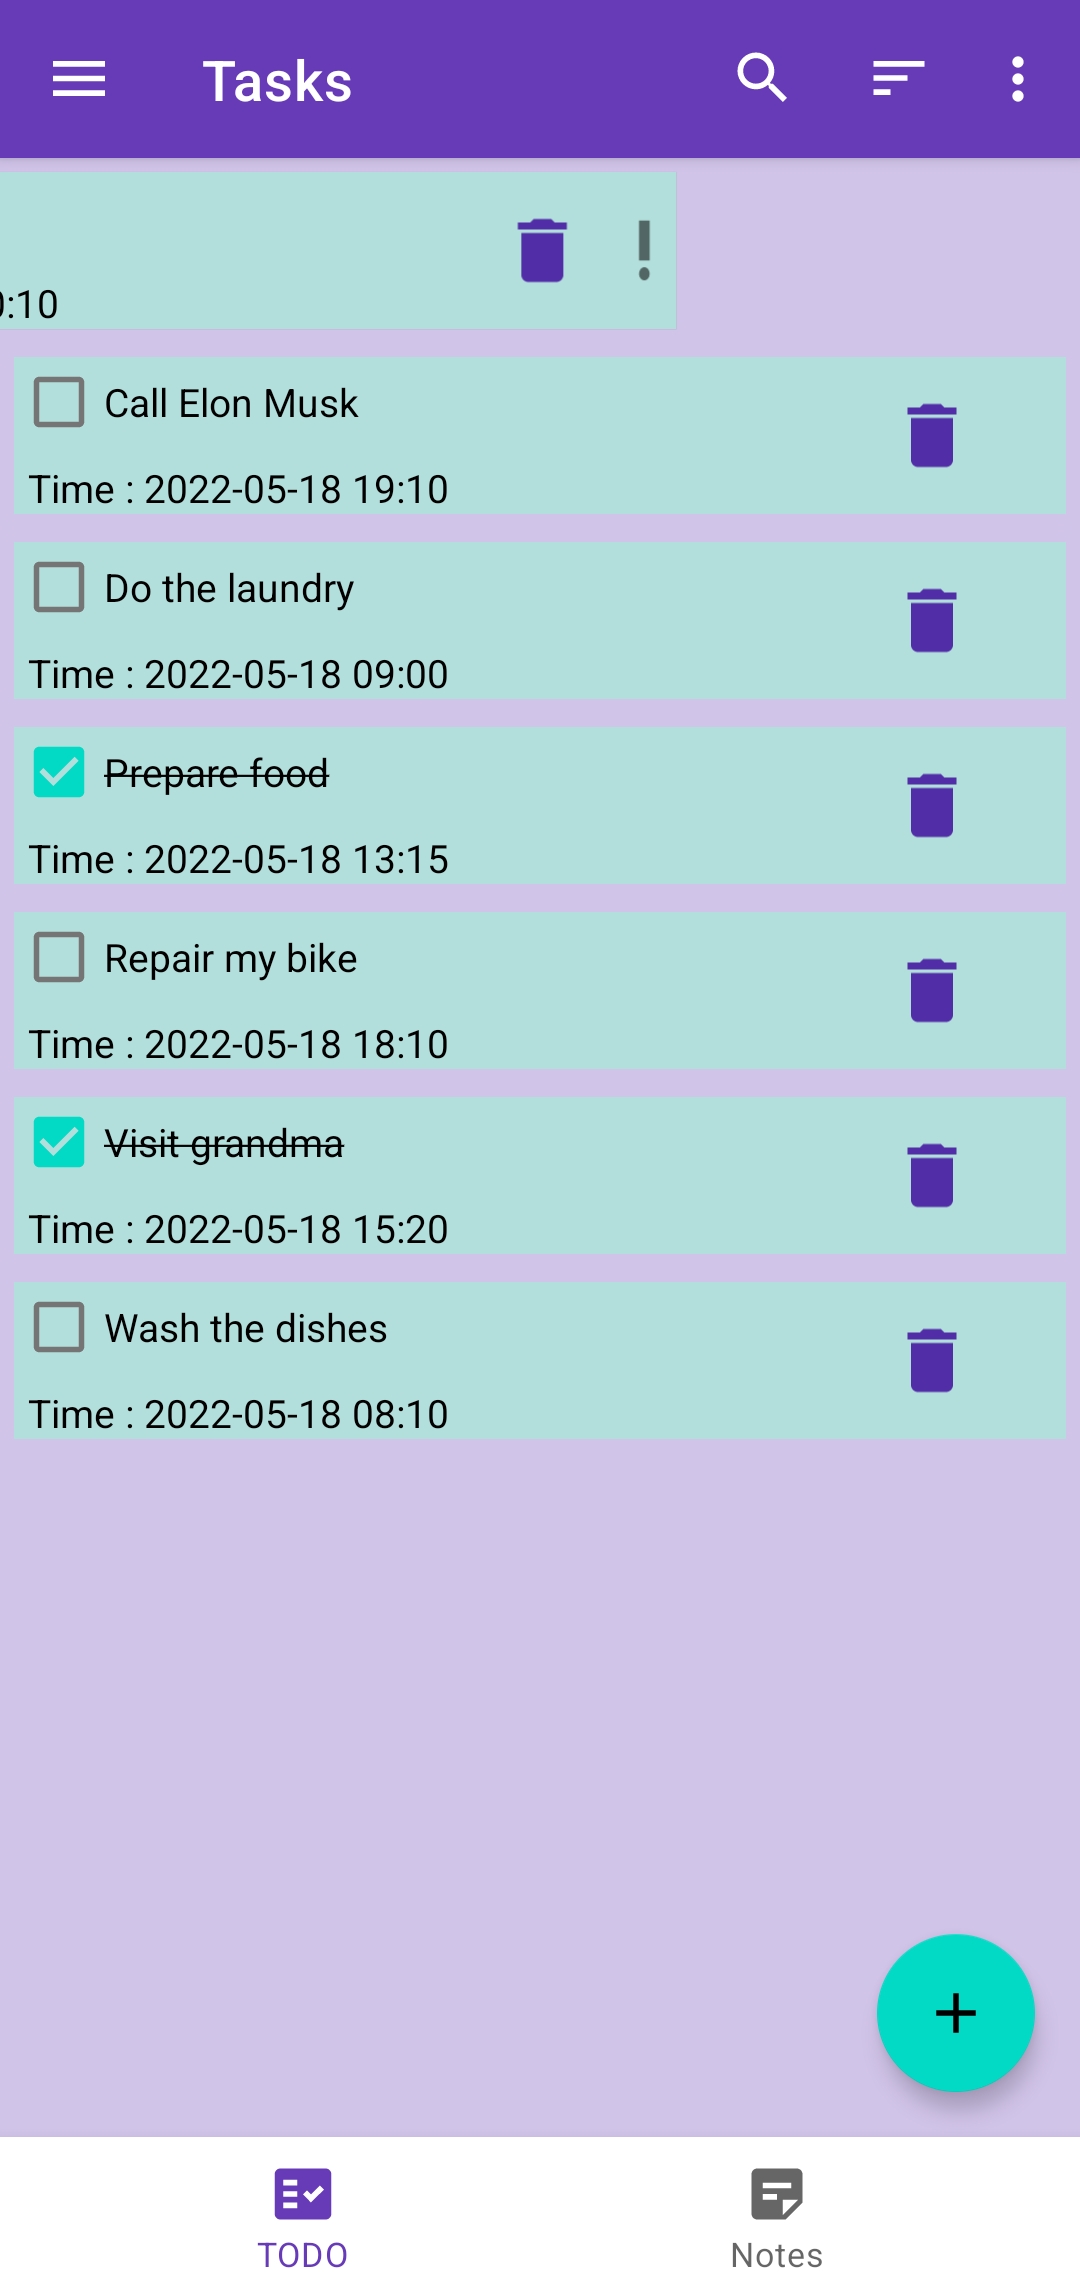 Tasks
:10
Call Elon Musk
Time : 2022-05-18 19:10
Do the laundry
Time : 2022-05-18 09:00
Prepare food
Time : 2022-05-18 13:15
Repair my bike
Time : 2022-05-18 18:10
Visit grandma
Time : 2022-05-18 15:20
Wash the dishes
Time : 2022-05-18 08:10
TODO
Notes